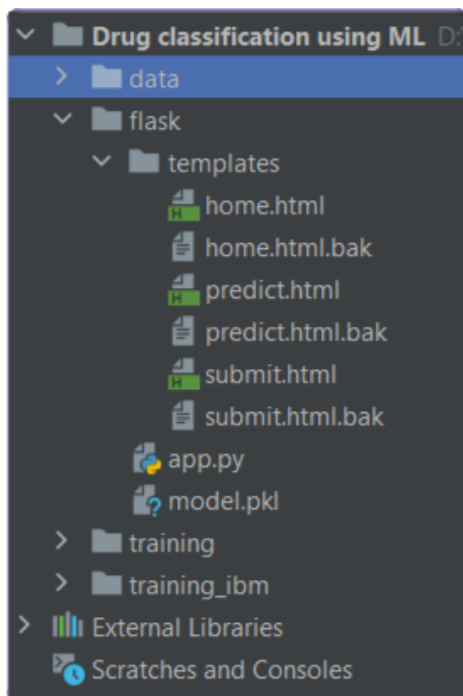 Drug classification using ML D:\
data
flask
templates
home.html
home.html.bak
predict.html
predict.html.bak
submit.html
submit.html.bak
app.py
model.pkl
training
training_ibm
External Libraries
Scratches and Consoles